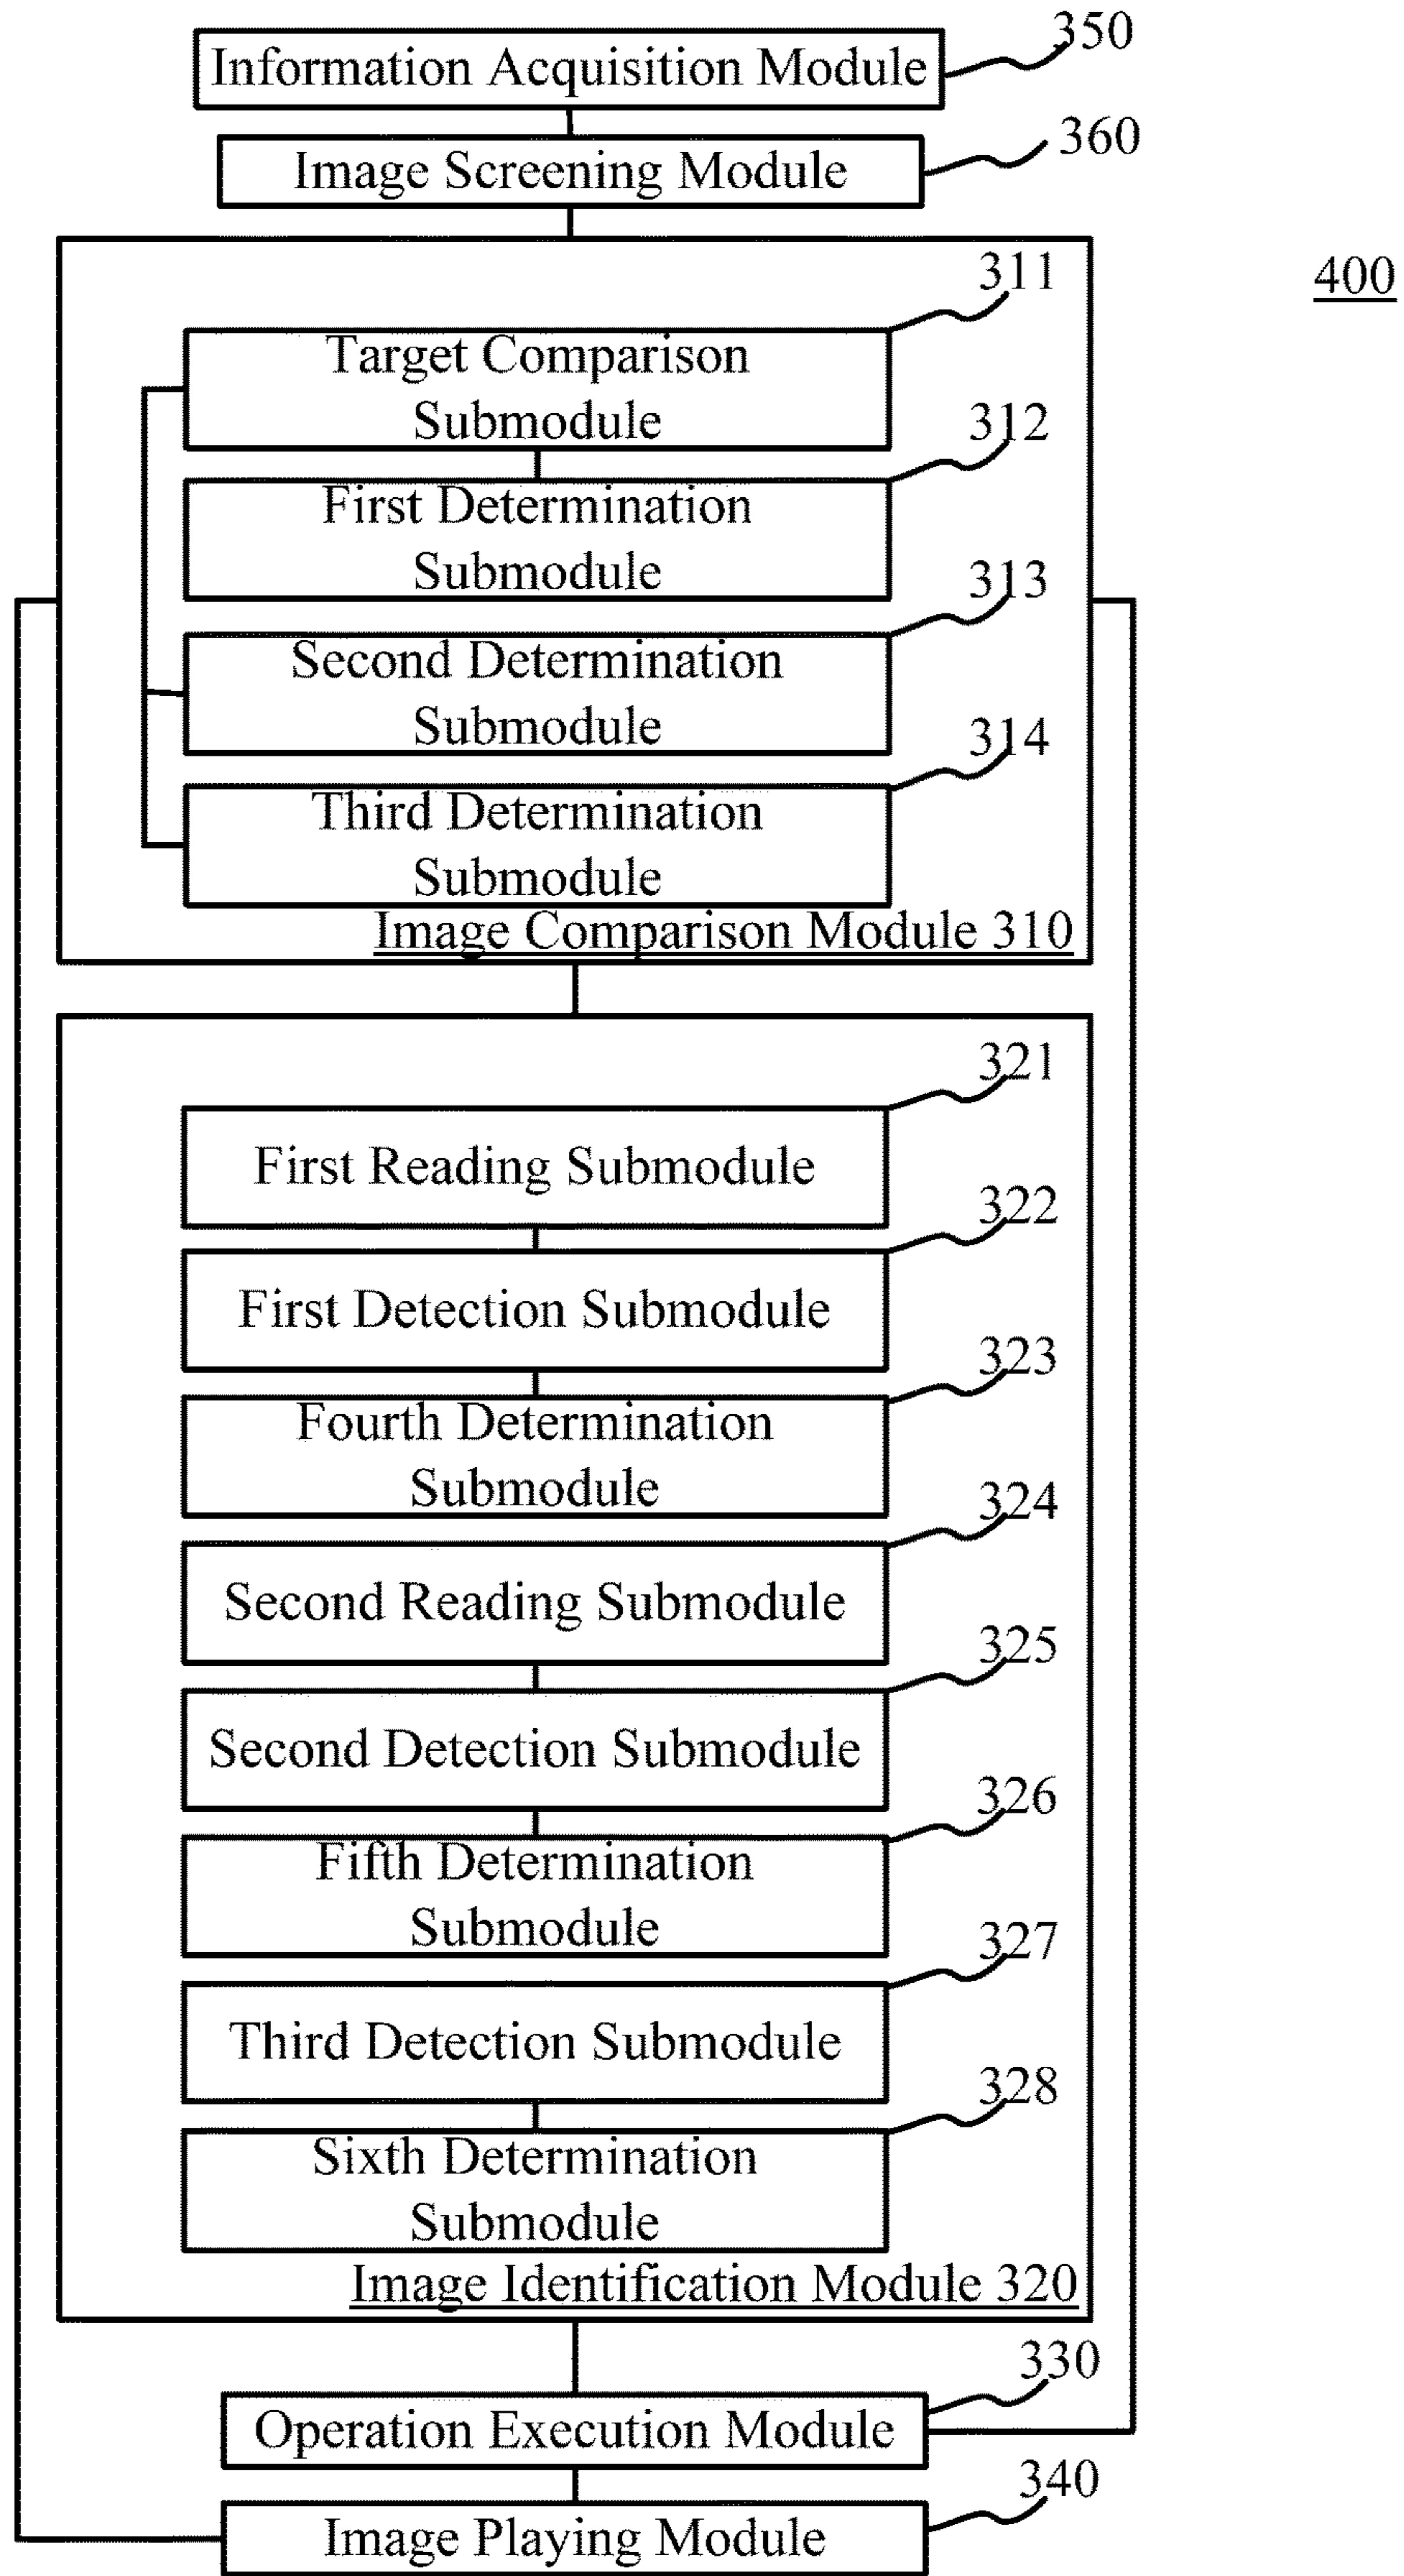 350
Information Acquisition Module
360
Image Screening Module
400
311
Target Comparison
Submodule
312
First Determination
Submodule
313
Second Determination
Submodule
314
Third Determination
Submodule
Image Comparison Module 310
321
First Reading Submodule
322
First Detection Submodule
323
Fourth Determination
Submodule
324
Second Reading Submodule
325
Second Detection Submodule
326
Fifth Determination
Submodule
327
Third Detection Submodule
328
Sixth Determination
Submodule
Image Identification Module 320
330
Operation Execution Module
340
Image Playing Module